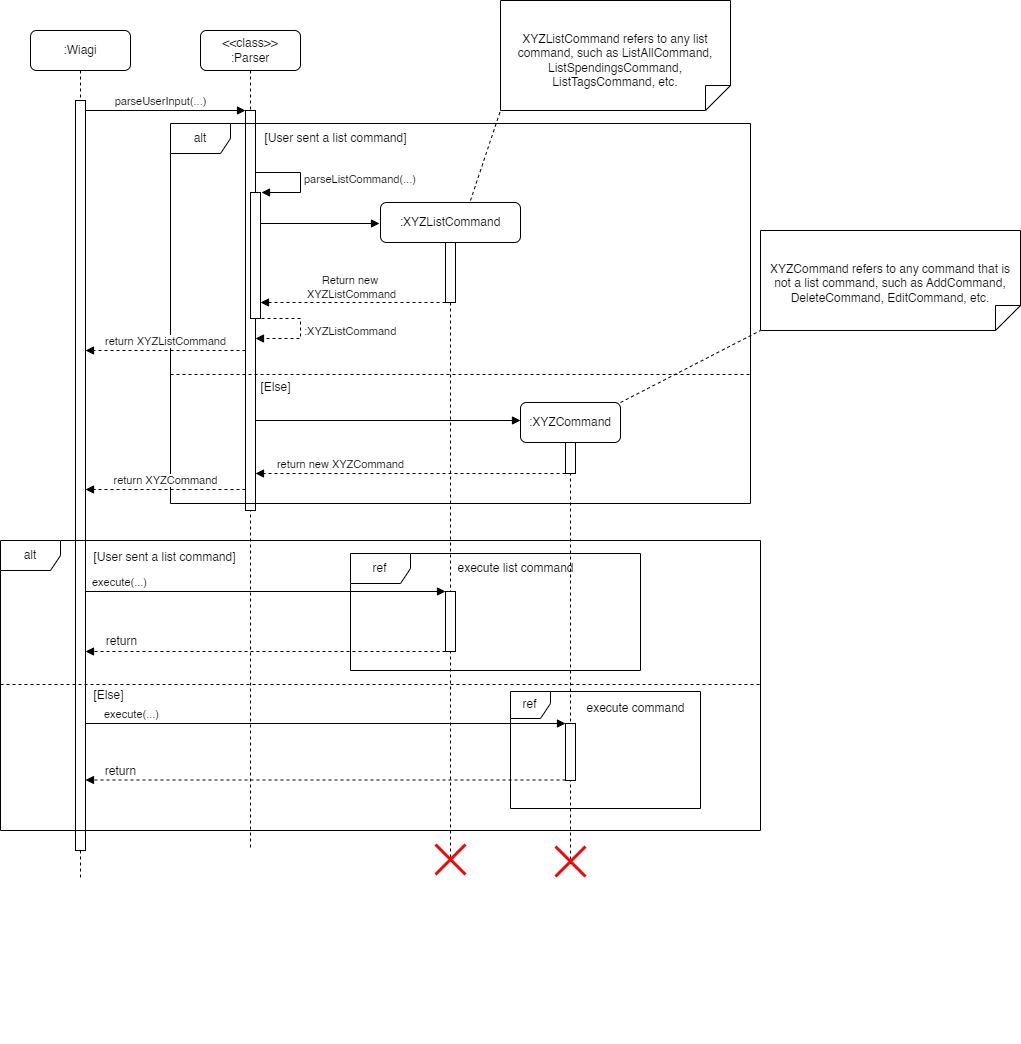 XYZListCommand refers to any list
command, such as ListAllCommand,
ListSpendingsCommand,
ListTagsCommand, etc.
:Wiagi
<<class>>
:Parser
parseUserInput(...)
alt
[User sent a list command]
parseListCommand(...)
:XYZListCommand
XYZCommand refers to any command that is
not a list command, such as AddCommand,
DeleteCommand, EditCommand, etc.
Return new
XYZListCommand
:XYZListCommand
return XYZListCommand
[Else]
:XYZCommand
return new XYZCommand
return XYZCommand
alt
[User sent a list command]
ref
execute list command
execute(...)
return
[Else]
ref
execute command
execute(...)
return